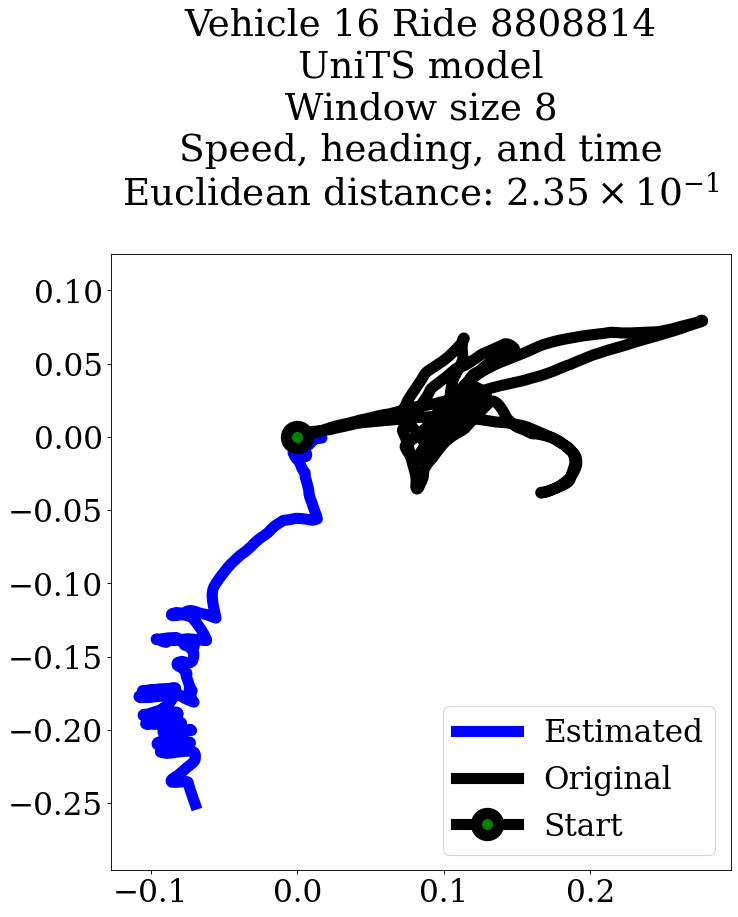 Vehicle 16 Ride 8808814
UniTS model
Window size 8
Speed, heading, and time
Euclidean distance: 2.35 × 10⁻¹
0.10
0.05
0.00
−0.05
−0.10
−0.15
−0.20
−0.25
−0.1 0.0 0.1 0.2
Estimated
Original
Start